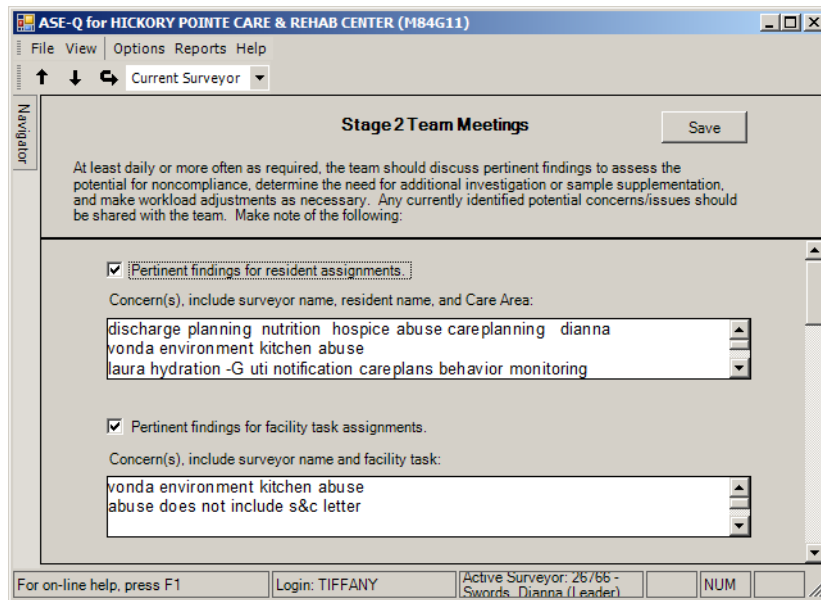 ASE-Q for HICKORY POINTE CARE & REHAB CENTER (M84G11)
File View Options Reports Help
Current Surveyor
Navigator
Stage 2 Team Meetings
Save
At least daily or more often as required, the team should discuss pertinent findings to assess the
potential for noncompliance, determine the need for additional investigation or sample supplementation,
and make workload adjustments as necessary. Any currently identified potential concerns/issues should
be shared with the team. Make note of the following:
Pertinent findings for resident assignments.
Concern(s), include surveyor name, resident name, and Care Area:
discharge planning nutrition hospice abuse careplanning dianna
vonda environment kitchen abuse
laura hydration -G uti notification careplans behavior monitoring
Pertinent findings for facility task assignments.
Concern(s), include surveyor name and facility task:
vonda environment kitchen abuse
abuse does not include s&c letter
For on-line help, press F1
Login: TIFFANY
Active Surveyor: 26766 -
Swords, Dianna (Leader)
NUM